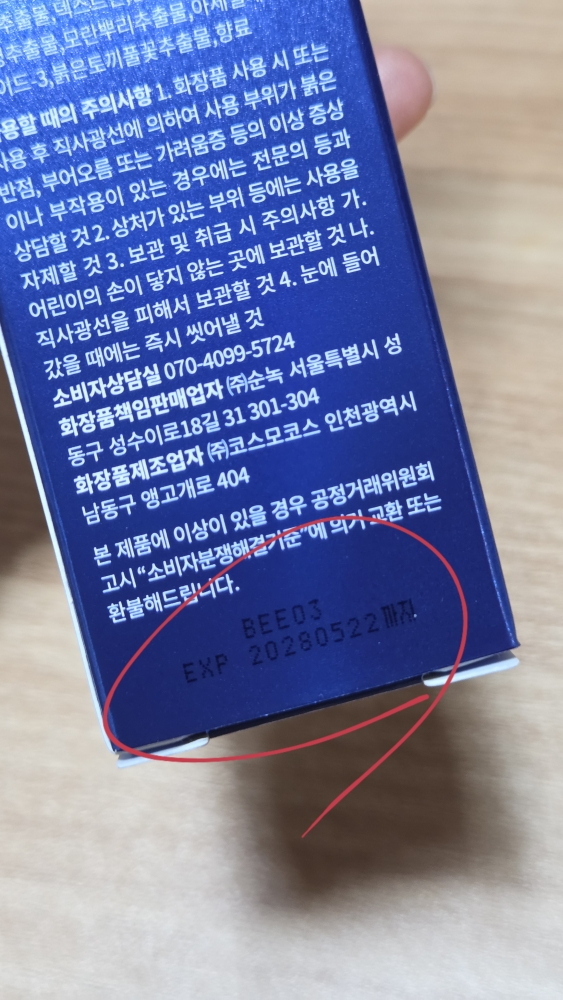 추출물,덱스트란,
추출물,모란뿌리추출물,향료
이드-3,붉은토끼풀꽃추출물,향료
용할 때의 주의사항 1. 화장품 사용 시 또는
사용 후 직사광선에 의하여 사용 부위가 붉은
반점, 부어오름 또는 가려움증 등의 이상 증상
이나 부작용이 있는 경우에는 전문의 등과
상담할 것 2. 상처가 있는 부위 등에는 사용을
자제할 것 3. 보관 및 취급 시 주의사항 가.
어린이의 손이 닿지 않는 곳에 보관할 것 나.
직사광선을 피해서 보관할 것 4. 눈에 들어
갔을 때에는 즉시 씻어낼 것
소비자상담실 070-4099-5724
화장품책임판매업자 ㈜순녹 서울특별시 성
동구 성수이로18길 31 301-304
화장품제조업자 ㈜코스모코스 인천광역시
남동구 앵고개로 404
본 제품에 이상이 있을 경우 공정거래위원회
고시 “소비자분쟁해결기준”에 의거 교환 또는
환불해드립니다.
BEE03
EXP 20280522까지